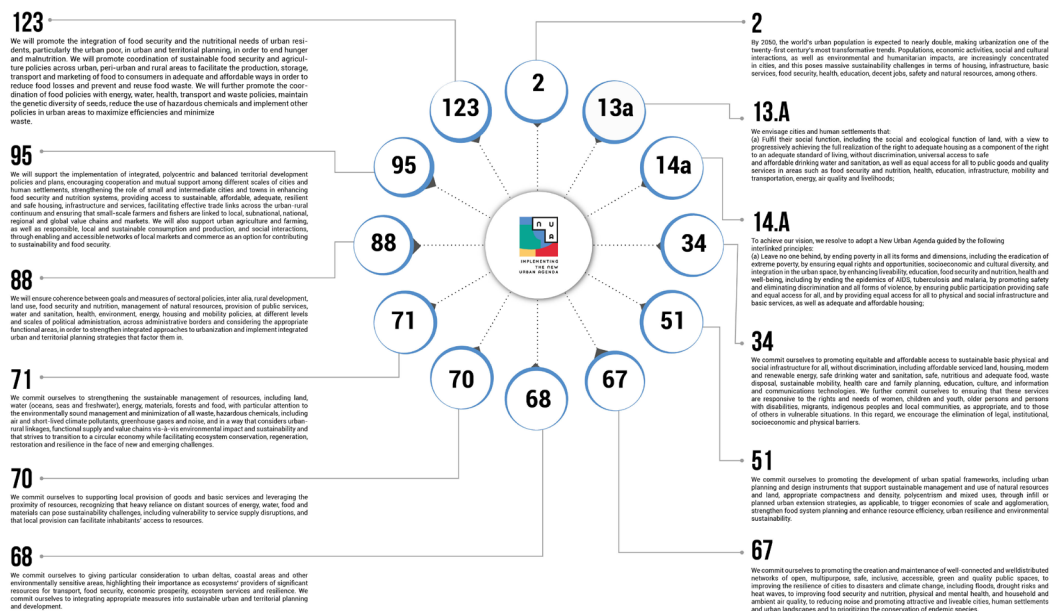 123
We will promote the integration of food security and the nutritional needs of urban resi-
dents, particularly the urban poor, in urban and territorial planning, in order to end hunger
and malnutrition. We will promote coordination of sustainable food security and agricul-
ture policies across urban, peri-urban and rural areas to facilitate the production, storage,
transport and marketing of food to consumers in adequate and affordable ways in order to
reduce food losses and prevent and reuse food waste. We will further promote the coor-
dination of food policies with energy, water, health, transport and waste policies, maintain
the genetic diversity of seeds, reduce the use of hazardous chemicals and implement other
policies in urban areas to maximize efficiencies and minimize
waste.
95
We will support the implementation of integrated, polycentric and balanced territorial development
policies and plans, encouraging cooperation and mutual support among different scales of cities and
human settlements, strengthening the role of small and intermediate cities and towns in enhancing
food security and nutrition systems, providing access to sustainable, affordable, adequate, resilient
and safe housing, infrastructure and services, facilitating effective trade links across the urban-rural
continuum and ensuring that small-scale farmers and fishers are linked to local, subnational, national,
regional and global value chains and markets. We will also support urban agriculture and farming,
as well as responsible, local and sustainable consumption and production, and social interactions,
through enabling and accessible networks of local markets and commerce as an option for contributing
to sustainability and food security.
88
We will ensure coherence between goals and measures of sectoral policies, inter alia, rural development,
land use, food security and nutrition, management of natural resources, provision of public services,
water and sanitation, health, environment, energy, housing and mobility policies, at different levels
and scales of political administration, across administrative borders and considering the appropriate
functional areas, in order to strengthen integrated approaches to urbanization and implement integrated
urban and territorial planning strategies that factor them in.
71
We commit ourselves to strengthening the sustainable management of resources, including land,
water (oceans, seas and freshwater), energy, materials, forests and food, with particular attention to
the environmentally sound management and minimization of all waste, hazardous chemicals, including
air and short-lived climate pollutants, greenhouse gases and noise, and in a way that considers urban-
rural linkages, functional supply and value chains vis-à-vis environmental impact and sustainability and
that strives to transition to a circular economy while facilitating ecosystem conservation, regeneration,
restoration and resilience in the face of new and emerging challenges.
70
We commit ourselves to supporting local provision of goods and basic services and leveraging the
proximity of resources, recognizing that heavy reliance on distant sources of energy, water, food and
materials can pose sustainability challenges, including vulnerability to service supply disruptions, and
that local provision can facilitate inhabitants' access to resources.
68
We commit ourselves to giving particular consideration to urban deltas, coastal areas and other
environmentally sensitive areas, highlighting their importance as ecosystems' providers of significant
resources for transport, food security, economic prosperity, ecosystem services and resilience. We
commit ourselves to integrating appropriate measures into sustainable urban and territorial planning
and development.
2
123
13a
95
14a
88
34
71
51
70
67
68
NUA
IMPLEMENTING
THE NEW
URBAN AGENDA
2
By 2050, the world's urban population is expected to nearly double, making urbanization one of the
twenty-first century's most transformative trends. Populations, economic activities, social and cultural
interactions, as well as environmental and humanitarian impacts, are increasingly concentrated
in cities, and this poses massive sustainability challenges in terms of housing, infrastructure, basic
services, food security, health, education, decent jobs, safety and natural resources, among others.
13.A
We envisage cities and human settlements that:
(a) Fulfil their social function, including the social and ecological function of land, with a view to
progressively achieving the full realization of the right to adequate housing as a component of the right
to an adequate standard of living, without discrimination, universal access to safe
and affordable drinking water and sanitation, as well as equal access for all to public goods and quality
services in areas such as food security and nutrition, health, education, infrastructure, mobility and
transportation, energy, air quality and livelihoods;
14.A
To achieve our vision, we resolve to adopt a New Urban Agenda guided by the following
interlinked principles:
(a) Leave no one behind, by ending poverty in all its forms and dimensions, including the eradication of
extreme poverty, by ensuring equal rights and opportunities, socioeconomic and cultural diversity, and
integration in the urban space, by enhancing liveability, education, food security and nutrition, health and
well-being, including by ending the epidemics of AIDS, tuberculosis and malaria, by promoting safety
and eliminating discrimination and all forms of violence, by ensuring public participation providing safe
and equal access for all, and by providing equal access for all to physical and social infrastructure and
basic services, as well as adequate and affordable housing;
34
We commit ourselves to promoting equitable and affordable access to sustainable basic physical and
social infrastructure for all, without discrimination, including affordable serviced land, housing, modern
and renewable energy, safe drinking water and sanitation, safe, nutritious and adequate food, waste
disposal, sustainable mobility, health care and family planning, education, culture, and information
and communications technologies. We further commit ourselves to ensuring that these services
are responsive to the rights and needs of women, children and youth, older persons and persons
with disabilities, migrants, indigenous peoples and local communities, as appropriate, and to those
of others in vulnerable situations. In this regard, we encourage the elimination of legal, institutional,
socioeconomic and physical barriers.
51
We commit ourselves to promoting the development of urban spatial frameworks, including urban
planning and design instruments that support sustainable management and use of natural resources
and land, appropriate compactness and density, polycentrism and mixed uses, through infill or
planned urban extension strategies, as applicable, to trigger economies of scale and agglomeration,
strengthen food system planning and enhance resource efficiency, urban resilience and environmental
sustainability.
67
We commit ourselves to promoting the creation and maintenance of well-connected and welldistributed
networks of open, multipurpose, safe, inclusive, accessible, green and quality public spaces, to
improving the resilience of cities to disasters and climate change, including floods, drought risks and
heat waves, to improving food security and nutrition, physical and mental health, and household and
ambient air quality, to reducing noise and promoting attractive and liveable cities, human settlements
and urban landscapes and to prioritizing the conservation of endemic species.